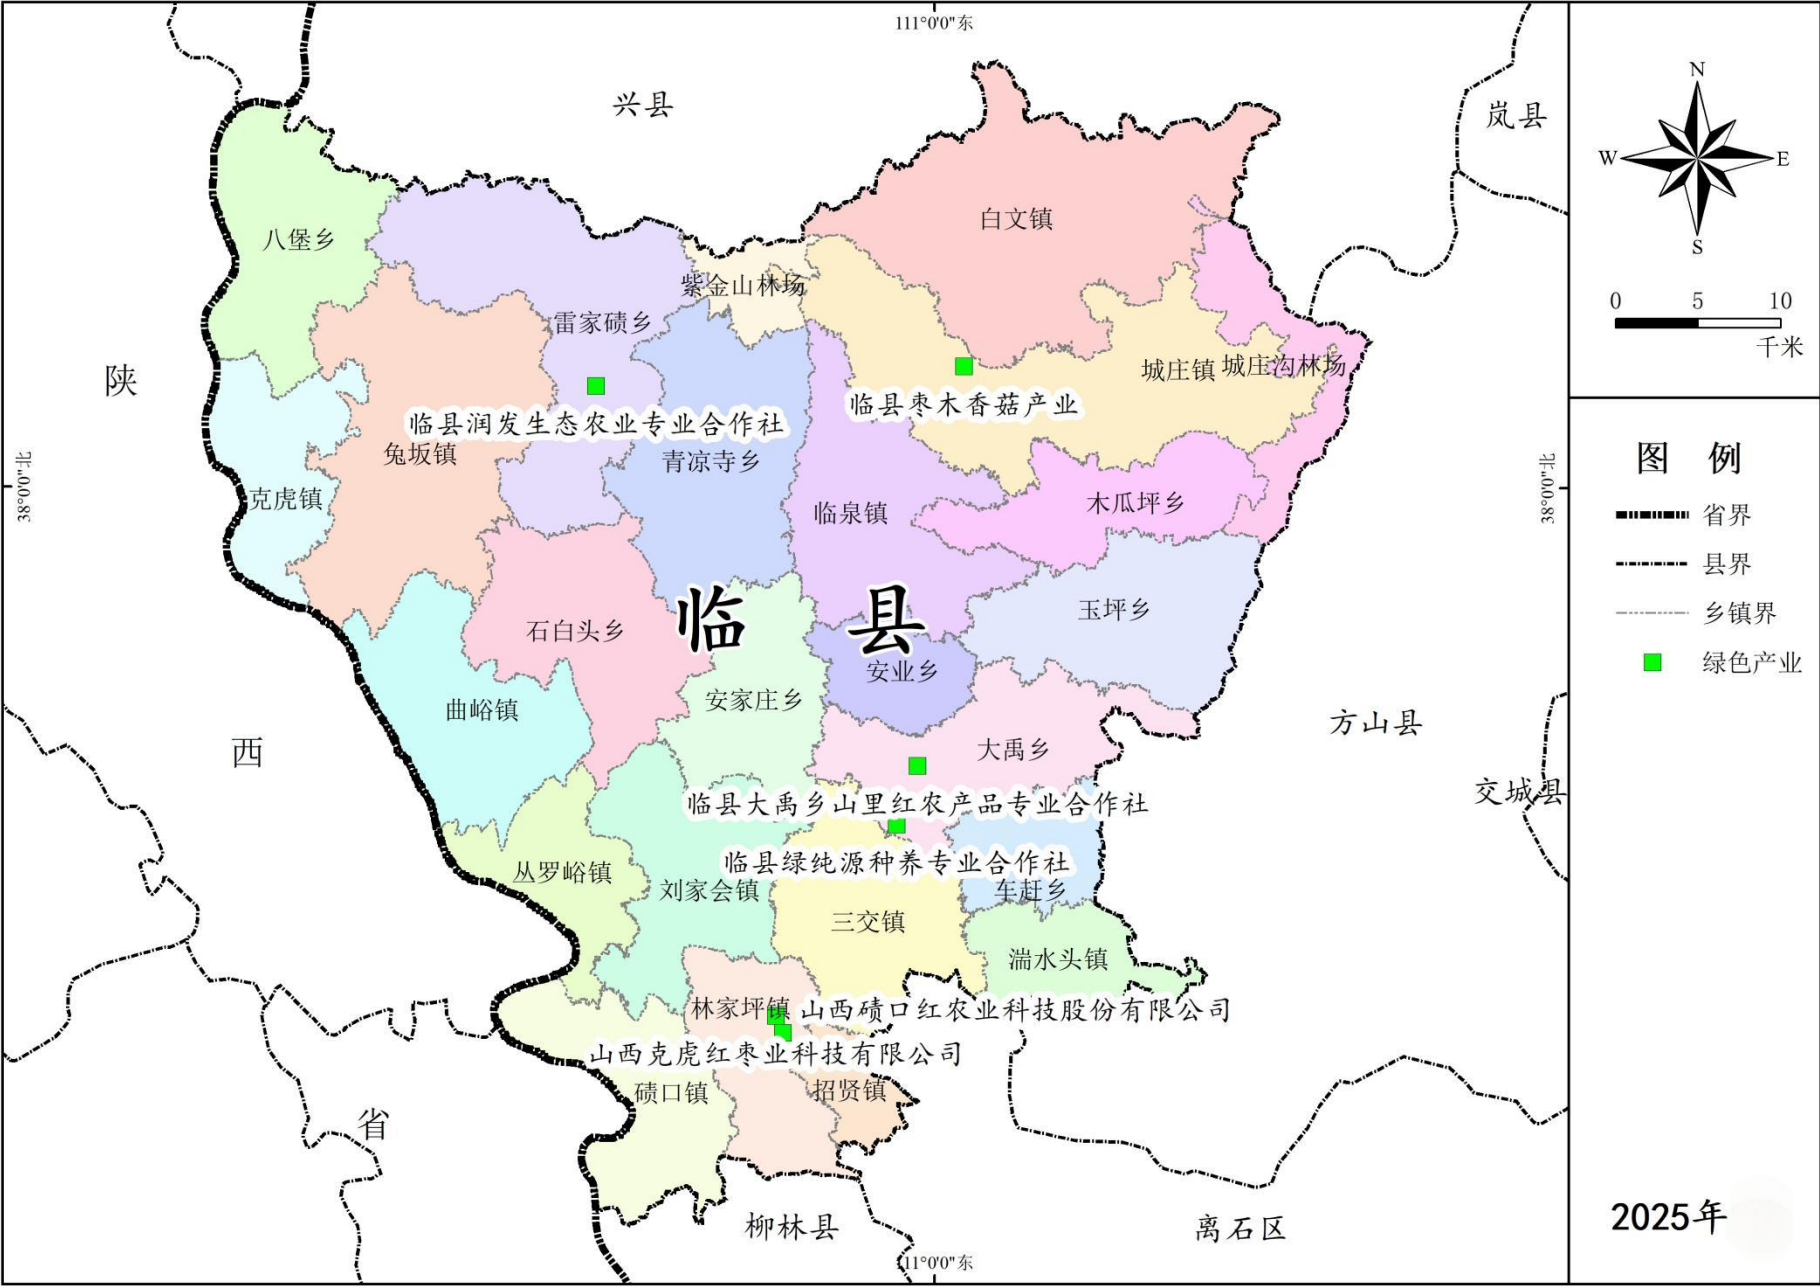 111°0'0"东
兴县
岚县
N
W
E
S
白文镇
八堡乡
紫金山林场
0 5 10
千米
雷家碛乡
陕
城庄镇
城庄沟林场
临县枣木香菇产业
临县润发生态农业专业合作社
兔坂镇
青凉寺乡
图 例
38°0'0"北
38°0'0"北
克虎镇
临泉镇
木瓜坪乡
省界
县界
玉坪乡
乡镇界
临 县
石白头乡
安业乡
绿色产业
安家庄乡
曲峪镇
方山县
西
大禹乡
交城县
临县大禹乡山里红农产品专业合作社
临县绿纯源种养专业合作社
丛罗峪镇
刘家会镇
车赶乡
三交镇
湍水头镇
林家坪镇
山西碛口红农业科技股份有限公司
山西克虎红枣业科技有限公司
碛口镇
招贤镇
省
2025年
柳林县
离石区
11°0'0"东